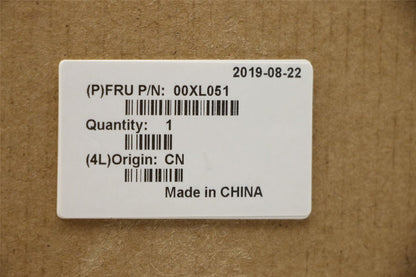 2019-08-22
(P)FRU P/N: 00XL051
Quantity: 1
(4L)Origin: CN
Made in CHINA